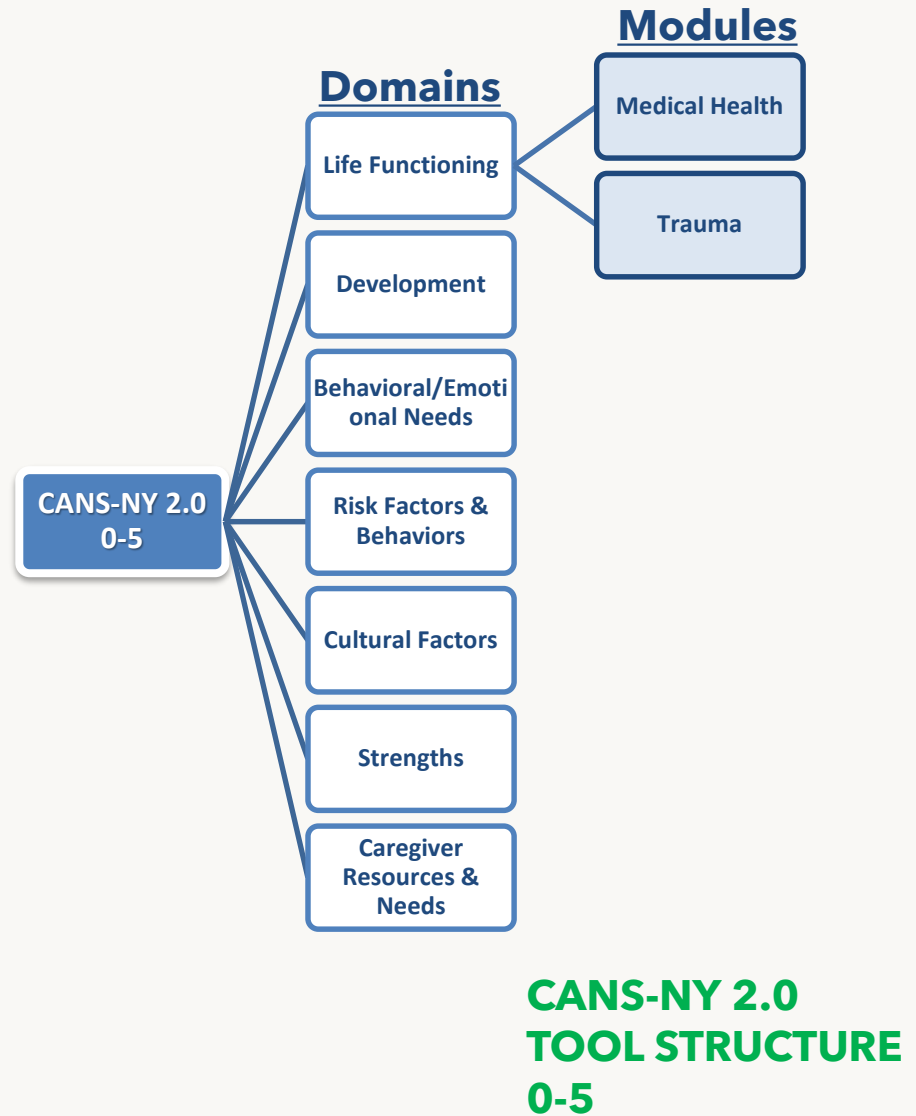 Modules
Domains
Medical Health
Life Functioning
Trauma
Development
Behavioral/Emoti
onal Needs
CANS-NY 2.0
0-5
Risk Factors &
Behaviors
Cultural Factors
Strengths
Caregiver
Resources &
Needs
CANS-NY 2.0
TOOL STRUCTURE
0-5